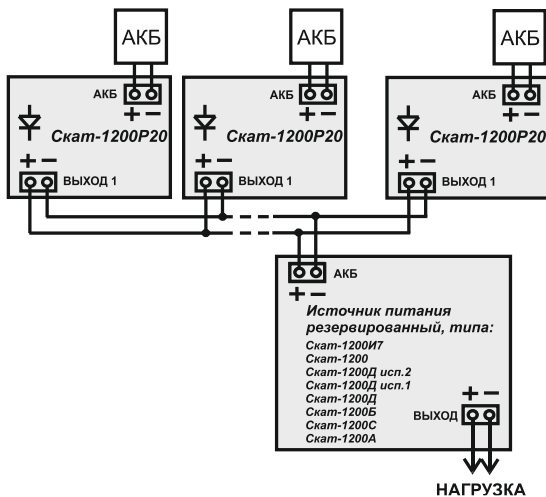 АКБ
АКБ
АКБ
АКБ
+ −
Скат-1200Р20
+ −
ВЫХОД 1
АКБ
+ −
Скат-1200Р20
+ −
ВЫХОД 1
АКБ
+ −
Скат-1200Р20
+ −
ВЫХОД 1
АКБ
+ −
Источник питания
резервированный, типа:
Скат-1200И7
Скат-1200
Скат-1200Д исп.2
Скат-1200Д исп.1
Скат-1200Д
Скат-1200Б
Скат-1200С
Скат-1200А
+ −
ВЫХОД
НАГРУЗКА